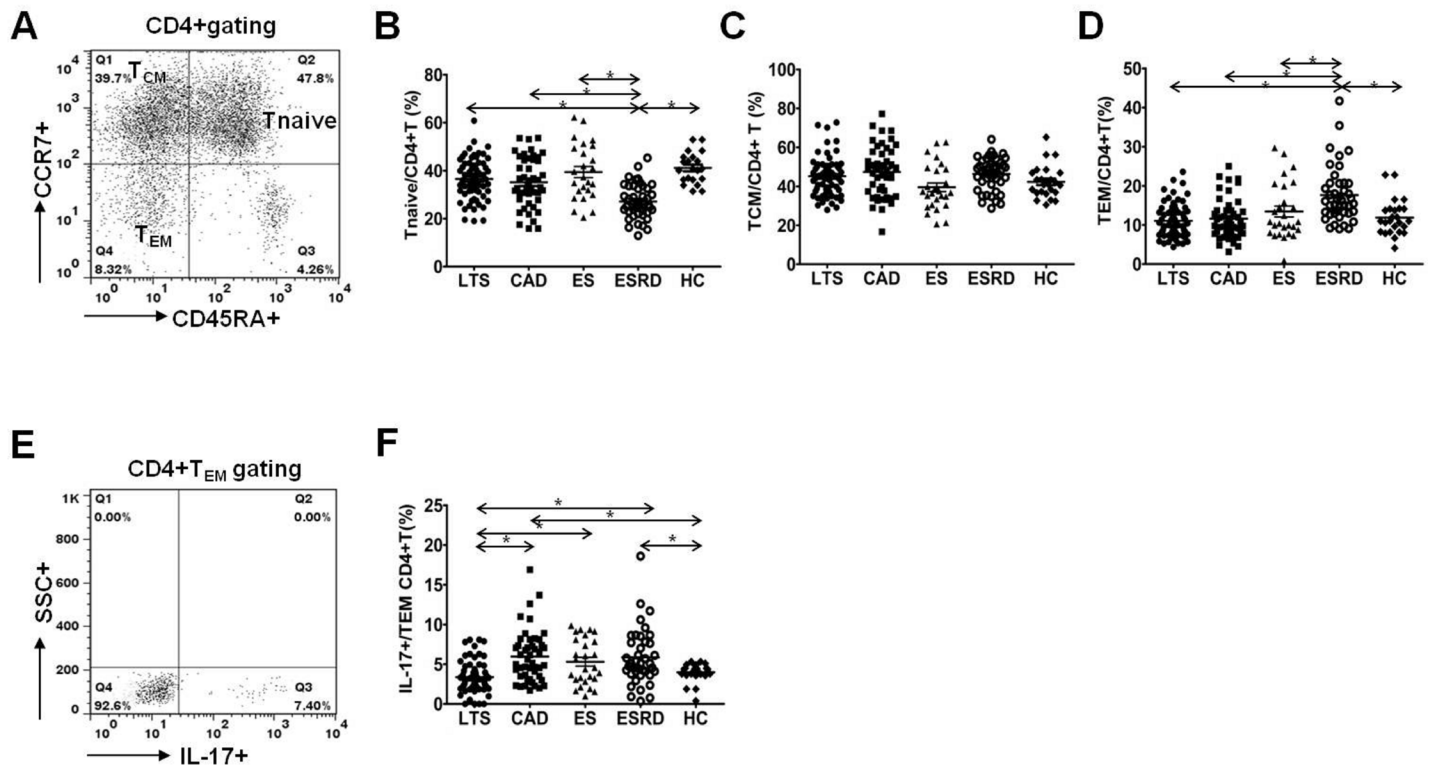 A
CD4+gating
Q1
39.7%
TCM
Q2
47.8%
Tnaive
TEM
Q4
8.32%
Q3
4.26%
10^4
10^3
10^2
10^1
10^0
CCR7+
10^0 10^1 10^2 10^3 10^4
CD45RA+
B
80
60
40
20
0
Tnaive/CD4+T (%)
* * * *
LTS CAD ES ESRD HC
C
100
80
60
40
20
0
TCM/CD4+ T (%)
LTS CAD ES ESRD HC
D
50
40
30
20
10
0
TEM/CD4+T(%)
* * * *
LTS CAD ES ESRD HC
E
CD4+TEM gating
Q1
0.00%
Q2
0.00%
Q4
92.6%
Q3
7.40%
1K
800
600
400
200
0
SSC+
10^0 10^1 10^2 10^3 10^4
IL-17+
F
25
20
15
10
5
0
IL-17+/TEM CD4+T(%)
* * * * *
LTS CAD ES ESRD HC